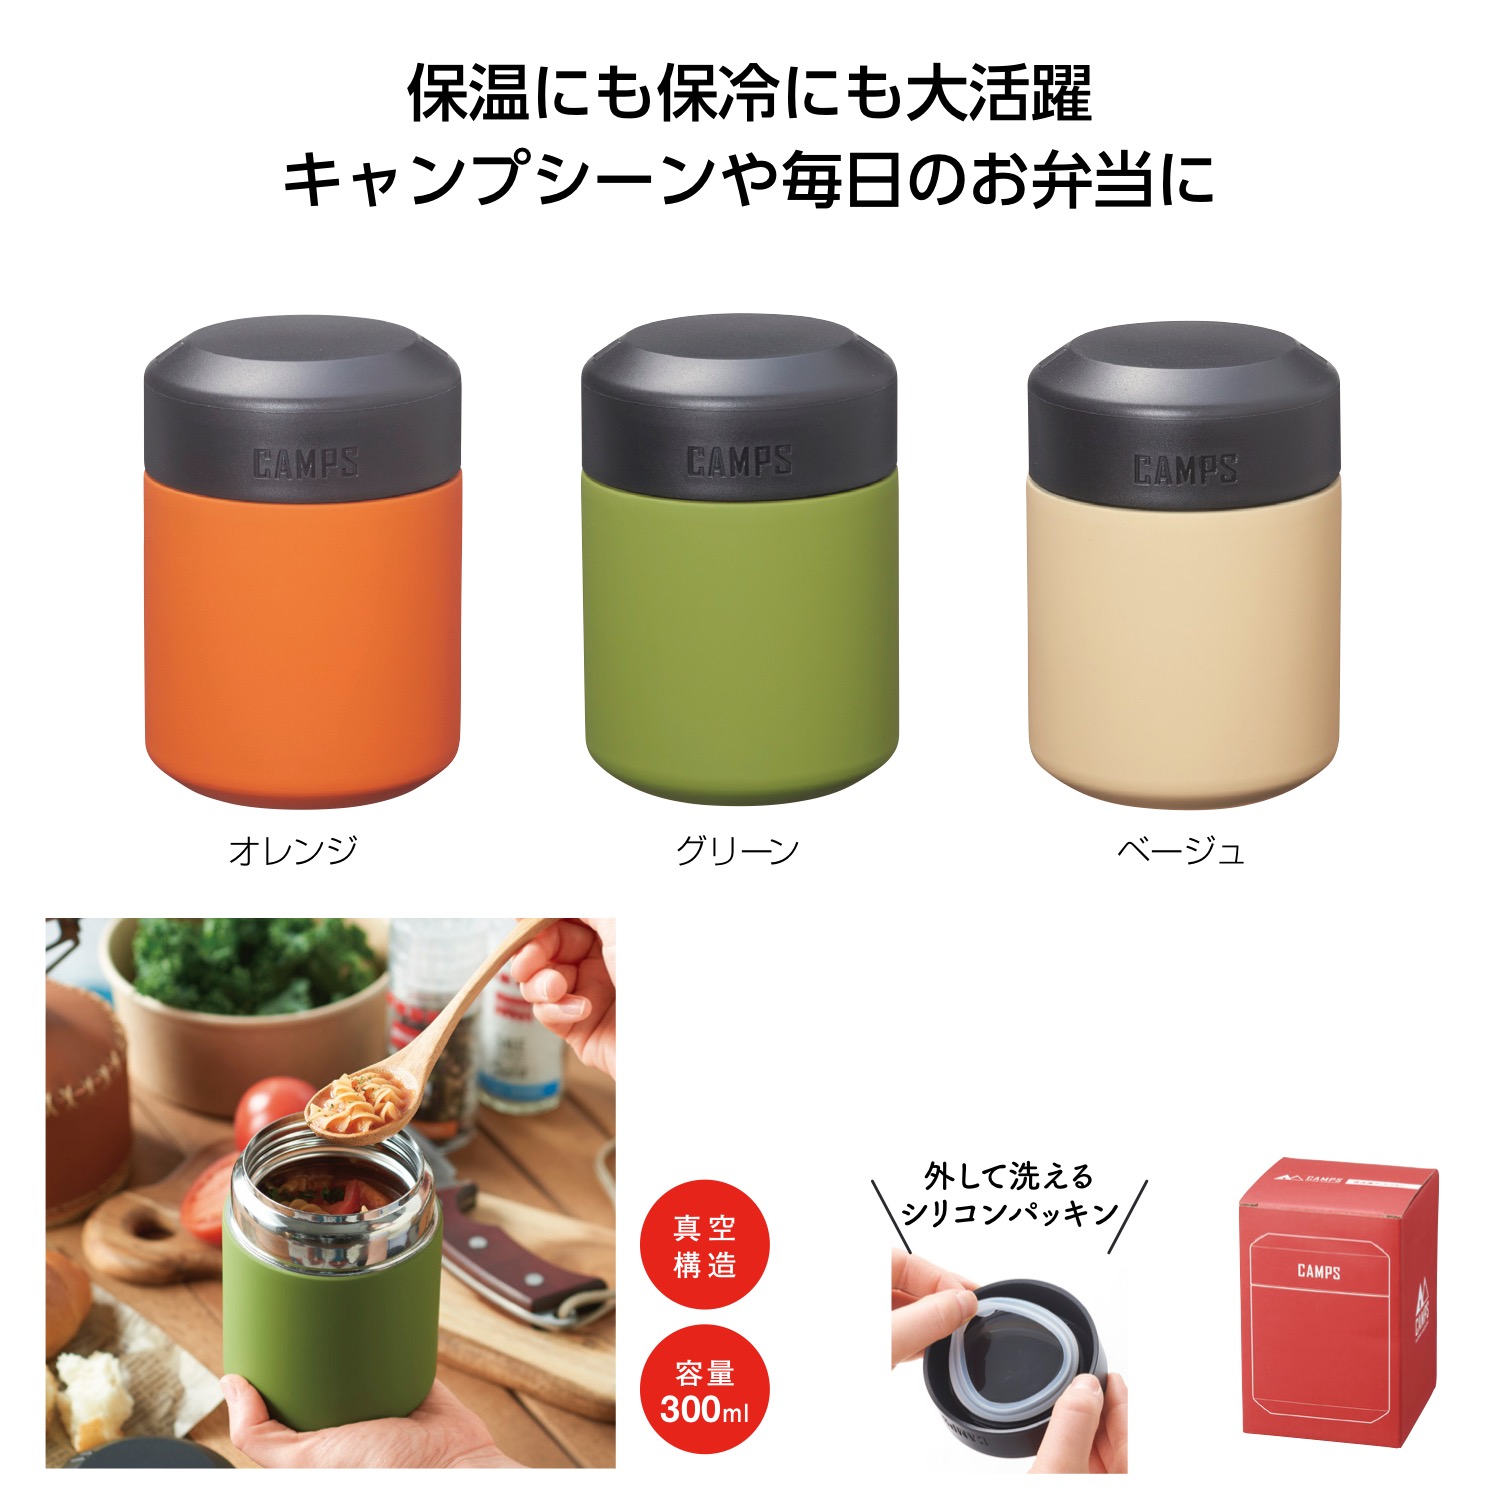 保温にも保冷にも大活躍
キャンプシーンや毎日のお弁当に
CAMPS
CAMPS
CAMPS
オレンジ
グリーン
ベージュ
真空
構造
容量
300ml
外して洗える
シリコンパッキン
CAMPS
CAMPS
CAMPS